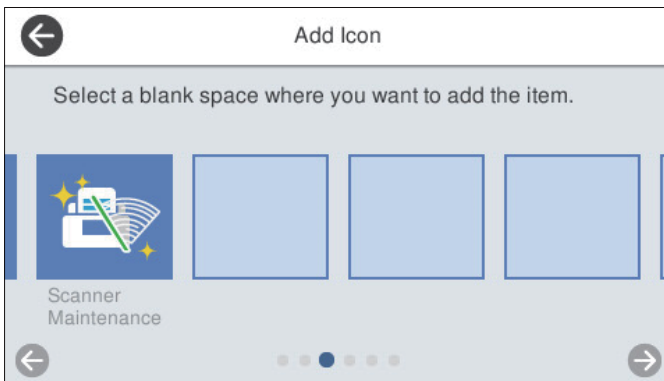 Add Icon
Select a blank space where you want to add the item.
Scanner
Maintenance